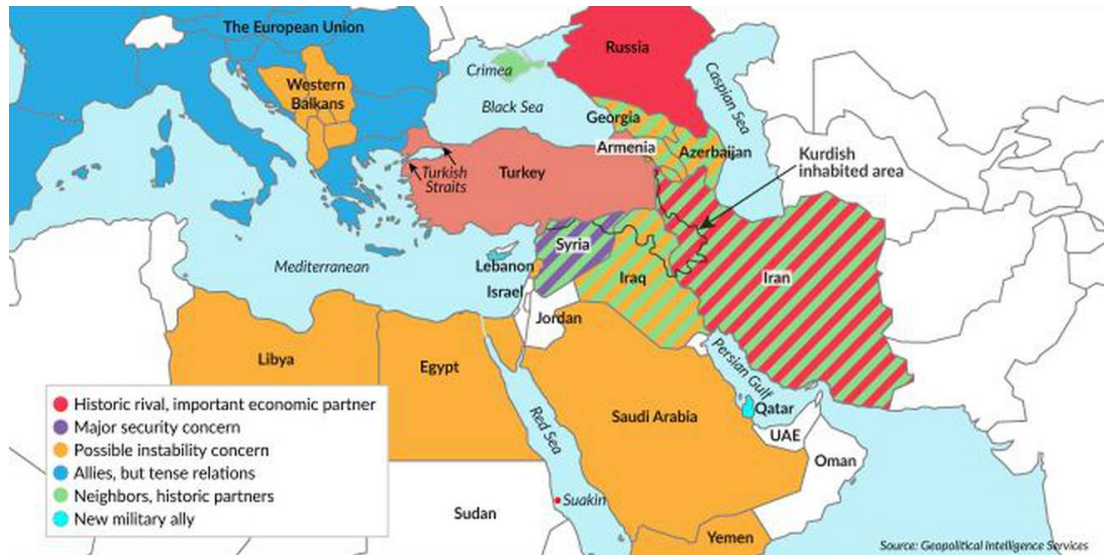 The European Union
Russia
Crimea
Western
Balkans
Black Sea
Caspian Sea
Georgia
Armenia
Azerbaijan
Kurdish
inhabited area
Turkish
Straits
Turkey
Mediterranean
Lebanon
Syria
Israel
Iraq
Iran
Jordan
Libya
Egypt
Persian Gulf
Qatar
Saudi Arabia
UAE
Red Sea
Oman
Suakin
Sudan
Yemen
Historic rival, important economic partner
Major security concern
Possible instability concern
Allies, but tense relations
Neighbors, historic partners
New military ally
Source: Geopolitical Intelligence Services